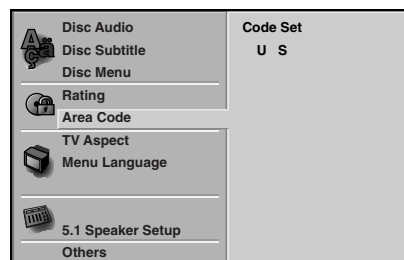 Disc Audio
Disc Subtitle
Disc Menu
Rating
Area Code
TV Aspect
Menu Language
5.1 Speaker Setup
Others
Code Set
U S